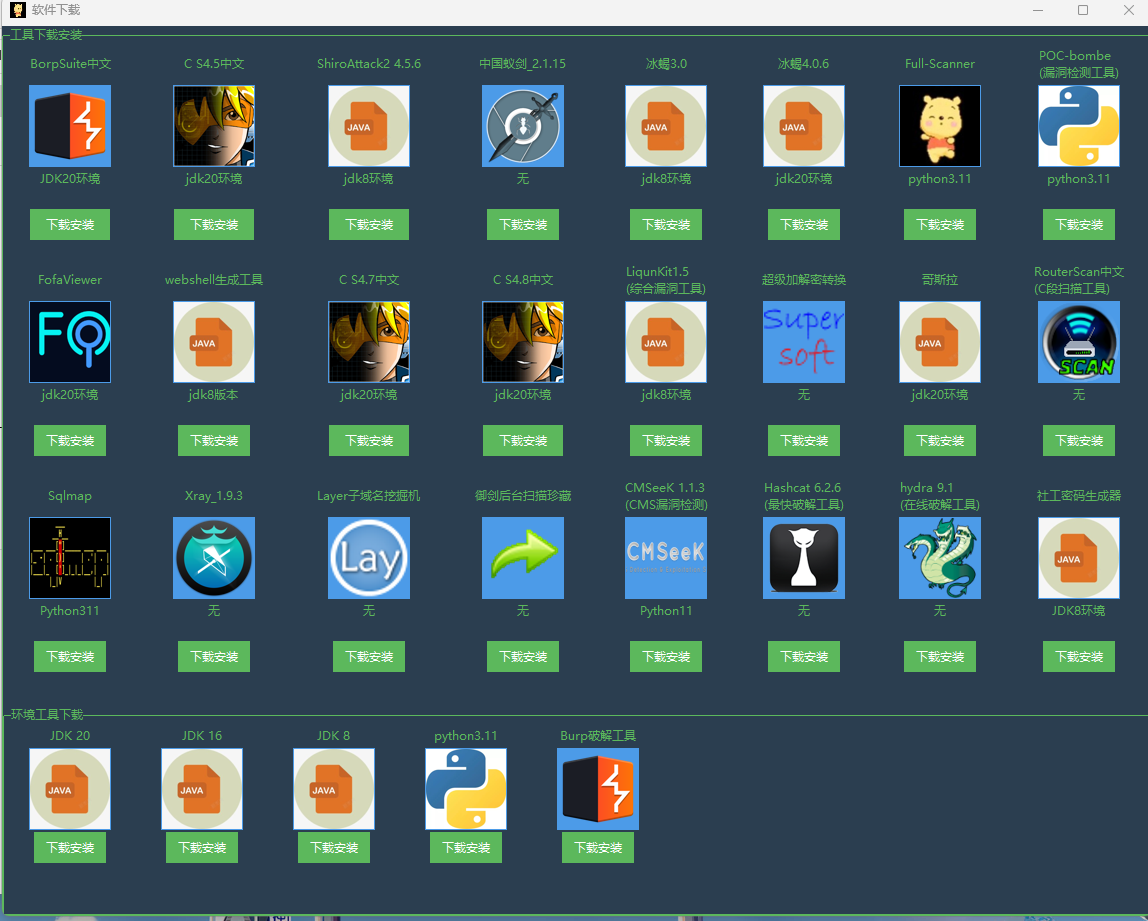 软件下载
工具下载安装
BorpSuite中文
C S4.5中文
ShiroAttack2 4.5.6
中国蚁剑_2.1.15
冰蝎3.0
冰蝎4.0.6
Full-Scanner
POC-bombe
(漏洞检测工具)
JAVA
JAVA
JAVA
JDK20环境
jdk20环境
jdk8环境
无
jdk8环境
jdk20环境
python3.11
python3.11
下载安装
下载安装
下载安装
下载安装
下载安装
下载安装
下载安装
下载安装
FofaViewer
webshell生成工具
C S4.7中文
C S4.8中文
LiqunKit1.5
(综合漏洞工具)
超级加解密转换
哥斯拉
RouterScan中文
(C段扫描工具)
JAVA
JAVA
Super
soft
JAVA
SCAN
jdk20环境
jdk8版本
jdk20环境
jdk20环境
jdk8环境
无
jdk20环境
无
下载安装
下载安装
下载安装
下载安装
下载安装
下载安装
下载安装
下载安装
Sqlmap
Xray_1.9.3
Layer子域名挖掘机
御剑后台扫描珍藏
CMSeeK 1.1.3
(CMS漏洞检测)
Hashcat 6.2.6
(最快破解工具)
hydra 9.1
(在线破解工具)
社工密码生成器
Lay
CMSeeK
JAVA
Python311
无
无
无
Python11
无
无
JDK8环境
下载安装
下载安装
下载安装
下载安装
下载安装
下载安装
下载安装
下载安装
环境工具下载
JDK 20
JDK 16
JDK 8
python3.11
Burp破解工具
JAVA
JAVA
JAVA
下载安装
下载安装
下载安装
下载安装
下载安装